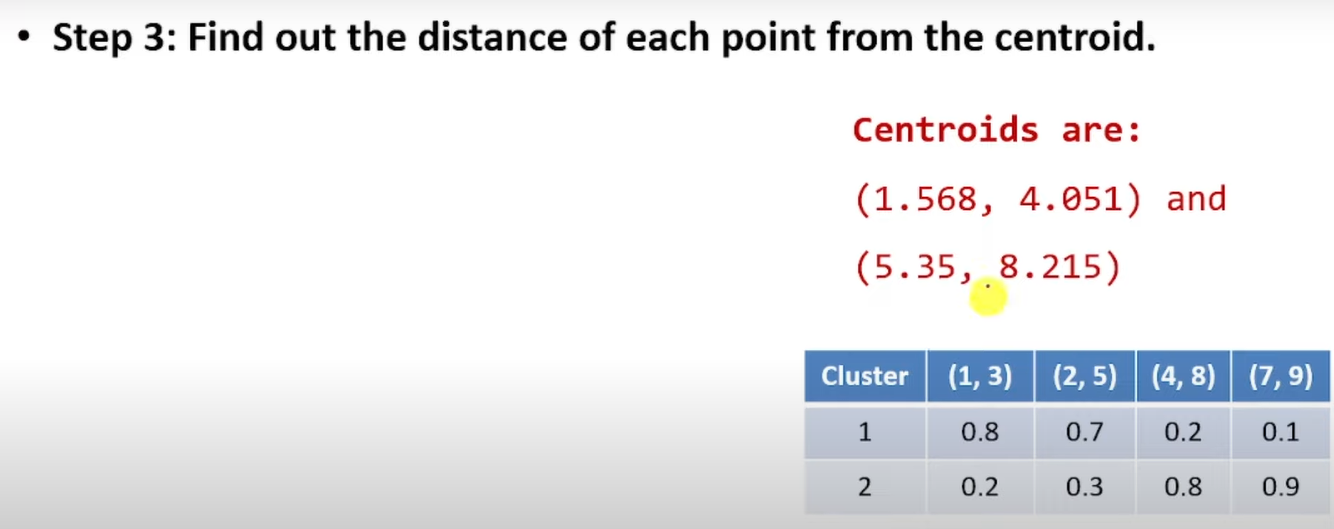 • Step 3: Find out the distance of each point from the centroid.
Centroids are:
(1.568, 4.051) and
(5.35, 8.215)
Cluster (1, 3) (2, 5) (4, 8) (7, 9)
1 0.8 0.7 0.2 0.1
2 0.2 0.3 0.8 0.9